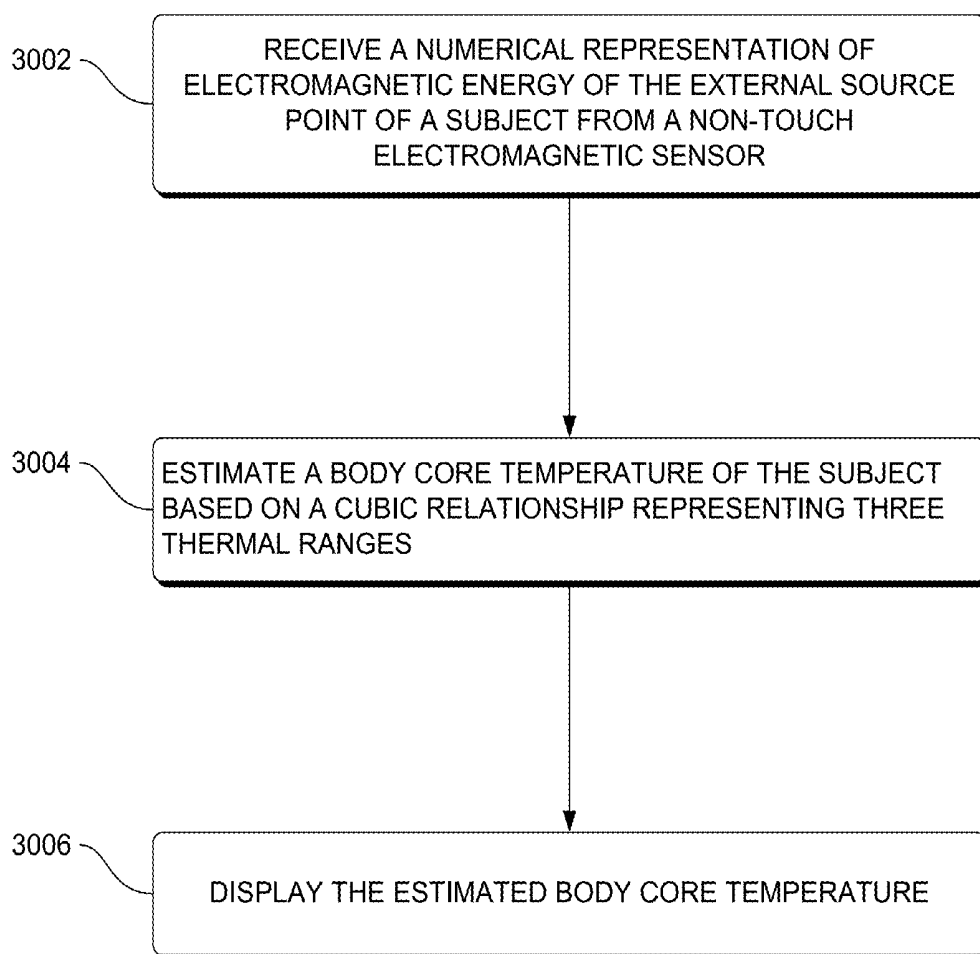 3002
RECEIVE A NUMERICAL REPRESENTATION OF
ELECTROMAGNETIC ENERGY OF THE EXTERNAL SOURCE
POINT OF A SUBJECT FROM A NON-TOUCH
ELECTROMAGNETIC SENSOR
3004
ESTIMATE A BODY CORE TEMPERATURE OF THE SUBJECT
BASED ON A CUBIC RELATIONSHIP REPRESENTING THREE
THERMAL RANGES
3006
DISPLAY THE ESTIMATED BODY CORE TEMPERATURE